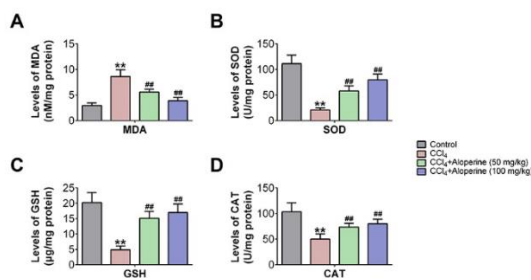 A
Levels of MDA
(nM/mg protein)
15
10
5
0
**
##
##
MDA
B
Levels of SOD
(U/mg protein)
150
100
50
0
**
##
##
SOD
C
Levels of GSH
(μg/mg protein)
25
20
15
10
5
0
**
##
##
GSH
D
Levels of CAT
(U/mg protein)
150
100
50
0
**
##
##
CAT
Control
CCl₄
CCl₄+Aloperine (50 mg/kg)
CCl₄+Aloperine (100 mg/kg)